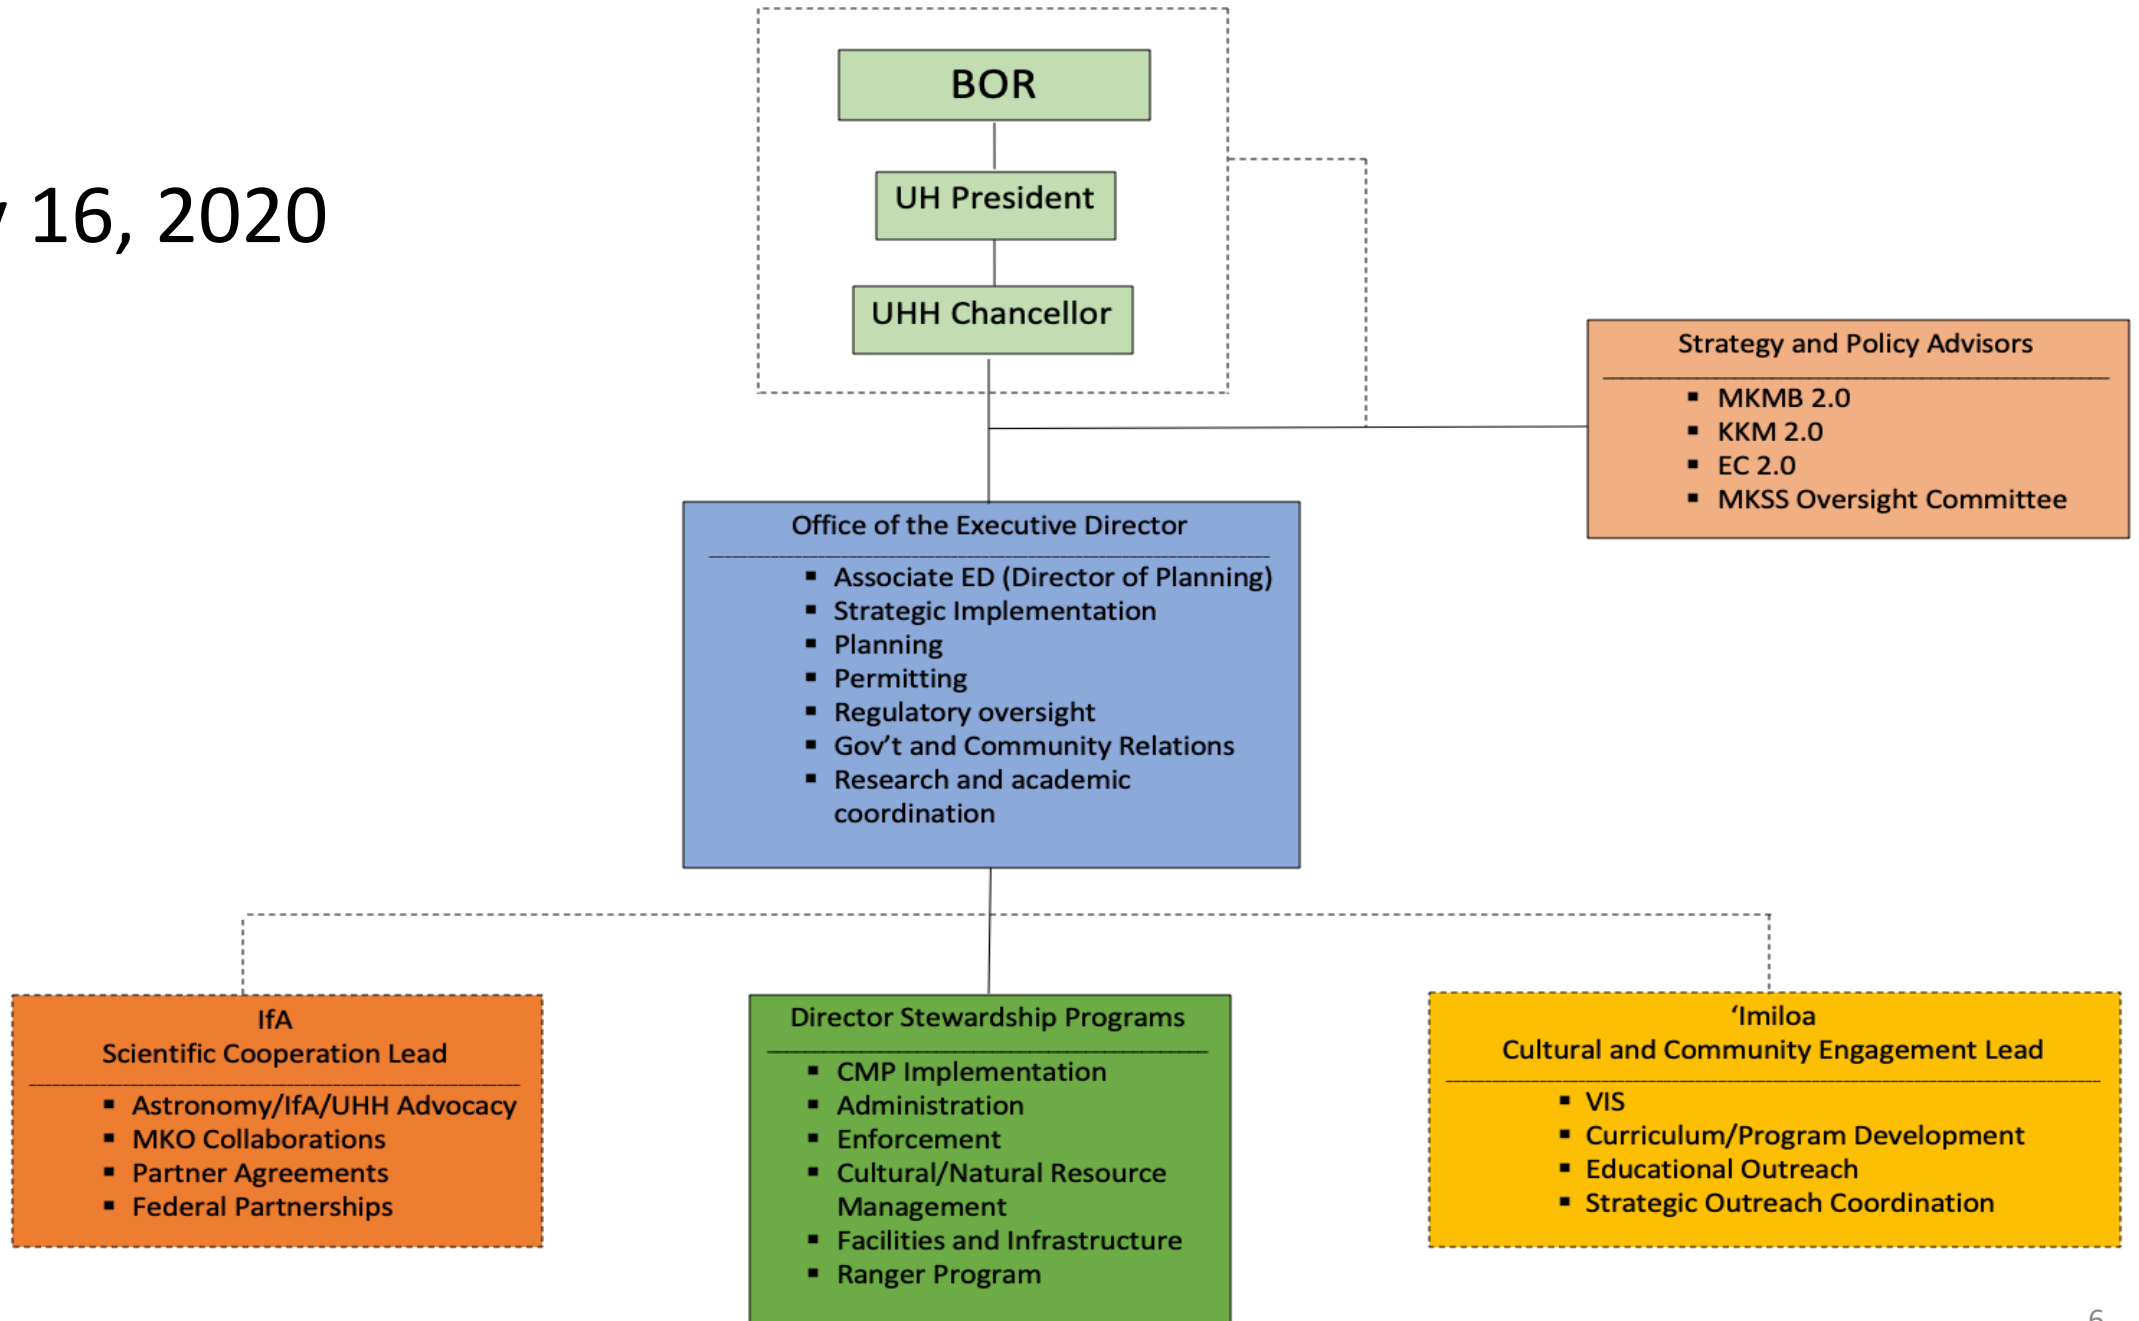 16, 2020
BOR
UH President
UHH Chancellor
Strategy and Policy Advisors
▪ MKMB 2.0
▪ KKM 2.0
▪ EC 2.0
▪ MKSS Oversight Committee
Office of the Executive Director
▪ Associate ED (Director of Planning)
▪ Strategic Implementation
▪ Planning
▪ Permitting
▪ Regulatory oversight
▪ Gov’t and Community Relations
▪ Research and academic
coordination
IfA
Scientific Cooperation Lead
▪ Astronomy/IfA/UHH Advocacy
▪ MKO Collaborations
▪ Partner Agreements
▪ Federal Partnerships
Director Stewardship Programs
▪ CMP Implementation
▪ Administration
▪ Enforcement
▪ Cultural/Natural Resource
Management
▪ Facilities and Infrastructure
▪ Ranger Program
‘Imiloa
Cultural and Community Engagement Lead
▪ VIS
▪ Curriculum/Program Development
▪ Educational Outreach
▪ Strategic Outreach Coordination
6